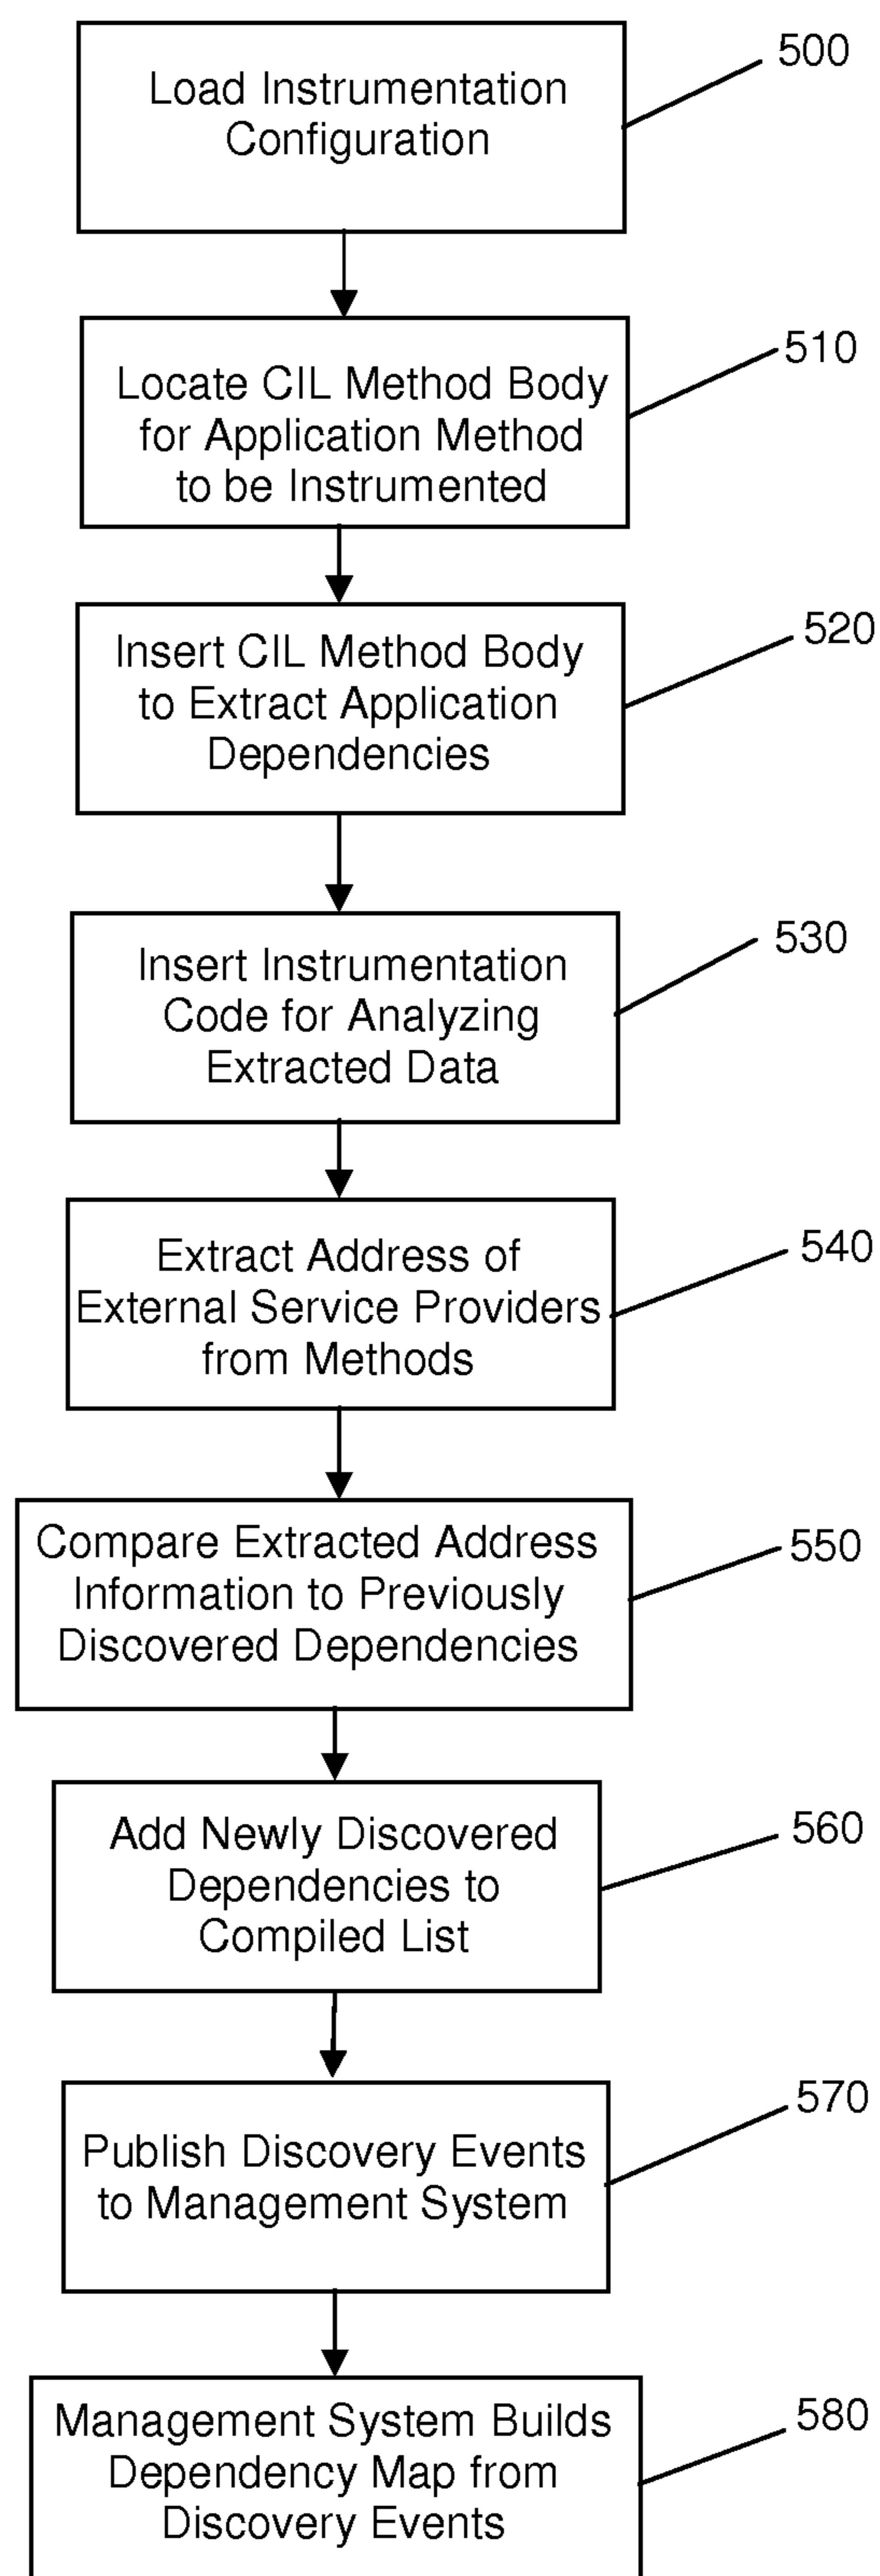 500
Load Instrumentation
Configuration
510
Locate CIL Method Body
for Application Method
to be Instrumented
520
Insert CIL Method Body
to Extract Application
Dependencies
530
Insert Instrumentation
Code for Analyzing
Extracted Data
540
Extract Address of
External Service Providers
from Methods
550
Compare Extracted Address
Information to Previously
Discovered Dependencies
560
Add Newly Discovered
Dependencies to
Compiled List
570
Publish Discovery Events
to Management System
580
Management System Builds
Dependency Map from
Discovery Events